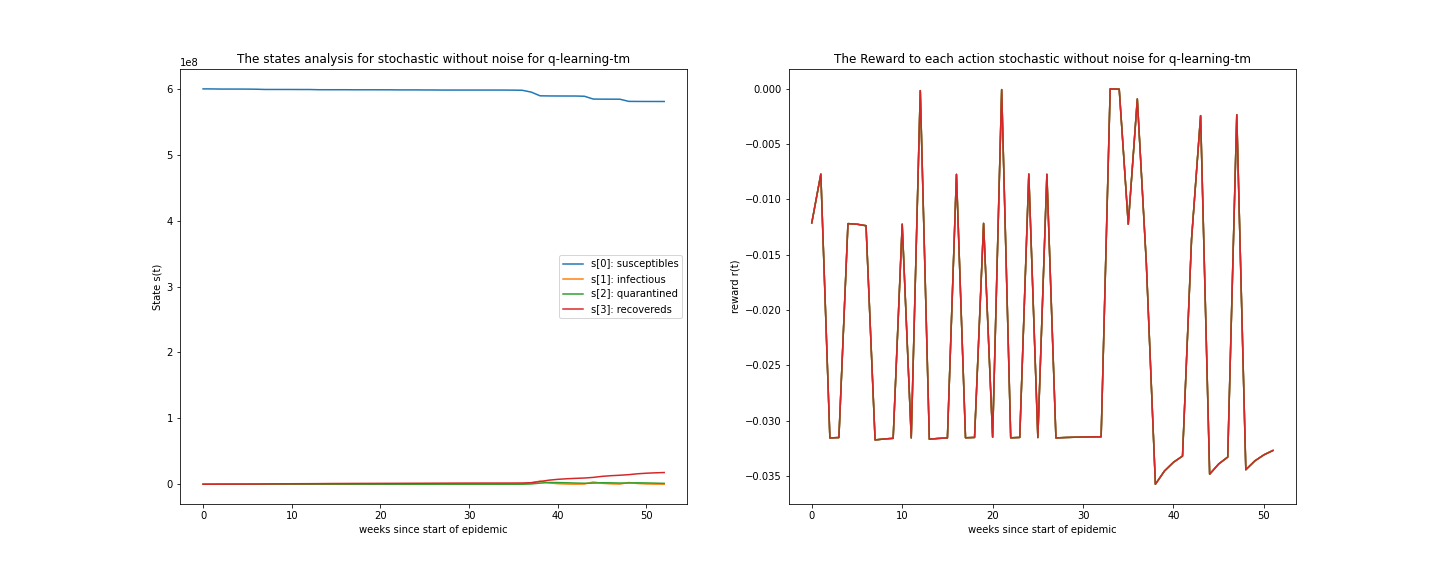 The states analysis for stochastic without noise for q-learning-tm
1e8
6
5
4
3
2
1
0
State s(t)
s[0]: susceptibles
s[1]: infectious
s[2]: quarantined
s[3]: recovereds
0 10 20 30 40 50
weeks since start of epidemic
The Reward to each action stochastic without noise for q-learning-tm
0.000
−0.005
−0.010
−0.015
−0.020
−0.025
−0.030
−0.035
reward r(t)
0 10 20 30 40 50
weeks since start of epidemic